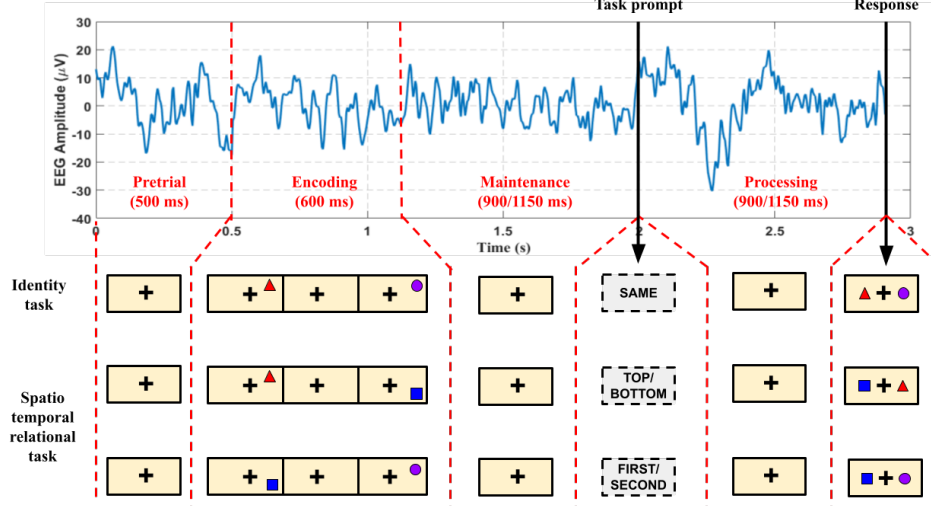 Task prompt
Response
30
20
10
0
-10
-20
-30
-40
EEG Amplitude (µV)
Pretrial
(500 ms)
Encoding
(600 ms)
Maintenance
(900/1150 ms)
Processing
(900/1150 ms)
0
0.5
1
1.5
2
2.5
3
Time (s)
Identity
task
SAME
Spatio
temporal
relational
task
TOP/
BOTTOM
FIRST/
SECOND